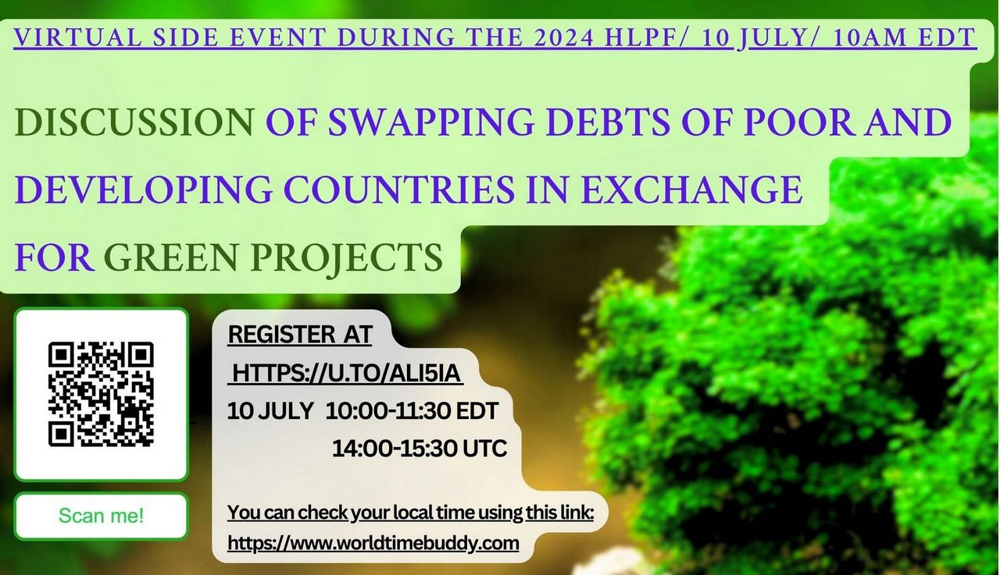 VIRTUAL SIDE EVENT DURING THE 2024 HLPF/ 10 JULY/ 10AM EDT
DISCUSSION OF SWAPPING DEBTS OF POOR AND
DEVELOPING COUNTRIES IN EXCHANGE
FOR GREEN PROJECTS
Scan me!
REGISTER AT
HTTPS://U.TO/ALI5IA
10 JULY 10:00-11:30 EDT
14:00-15:30 UTC
You can check your local time using this link:
https://www.worldtimebuddy.com